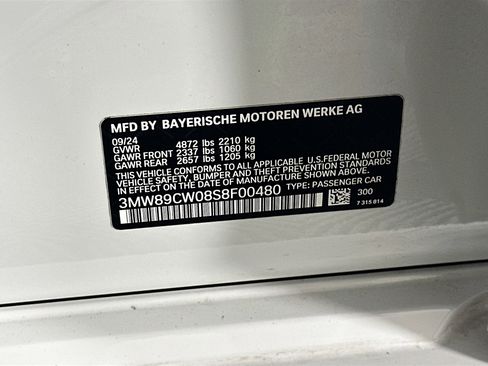 MFD BY BAYERISCHE MOTOREN WERKE AG
09/24
GVWR 4872 lbs 2210 kg
GAWR FRONT 2337 lbs 1060 kg
GAWR REAR 2657 lbs 1205 kg
THIS VEHICLE CONFORMS TO ALL APPLICABLE U.S.FEDERAL MOTOR
VEHICLE SAFETY, BUMPER AND THEFT PREVENTION STANDARDS IN
EFFECT ON THE DATE OF MANUFACTURE SHOWN ABOVE.
3MW89CW08S8F00480 TYPE: PASSENGER CAR
300
7 315 814